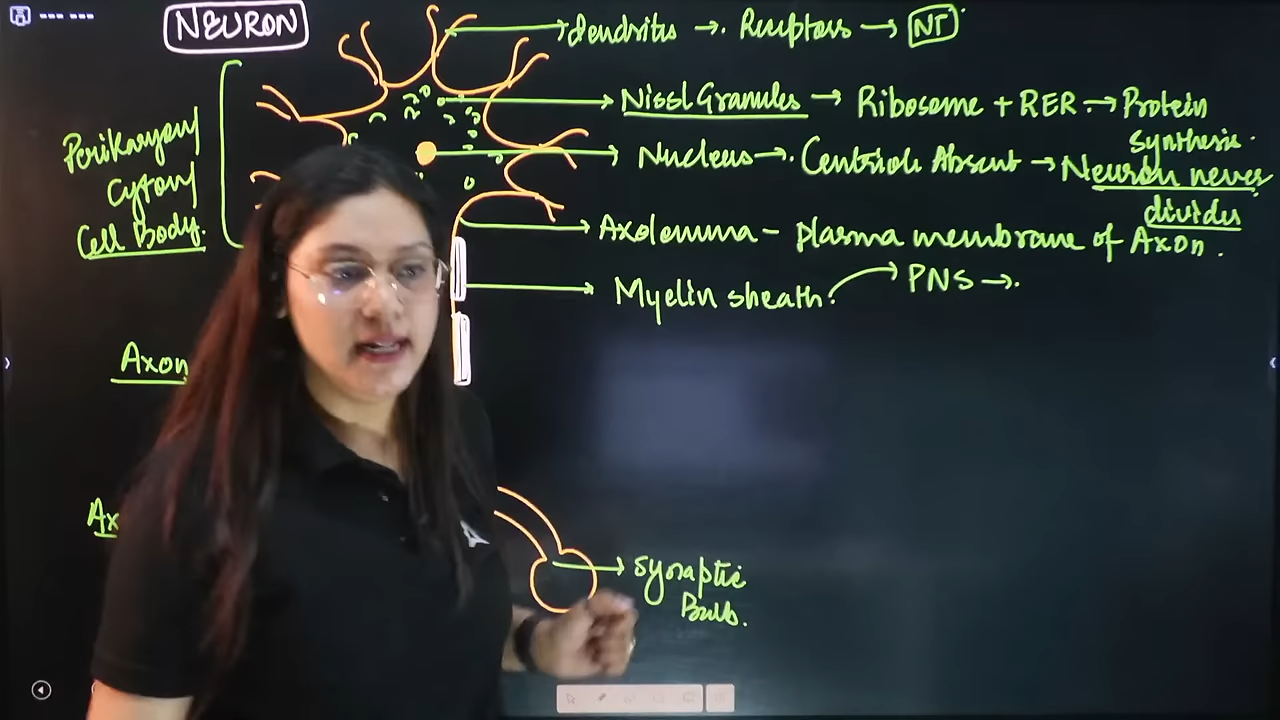 NEURON
dendrites → Receptors → NT
Nissl Granules → Ribosome + RER → Protein synthesis.
Nucleus → Centriole Absent → Neuron never divides
Perikaryon/
Cyton/
Cell Body.
Axolemma - plasma membrane of Axon.
Myelin sheath. → PNS →
Axon
Ax
Synaptic
Bulb.